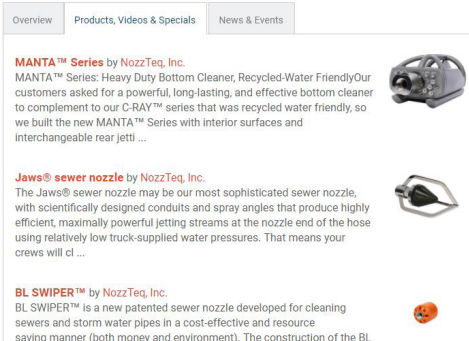 Overview
Products, Videos & Specials
News & Events
MANTA™ Series by NozzTeq, Inc.
MANTA™ Series: Heavy Duty Bottom Cleaner, Recycled-Water FriendlyOur
customers asked for a powerful, long-lasting, and effective bottom cleaner
to complement to our C-RAY™ series that was recycled water friendly, so
we built the new MANTA™ Series with interior surfaces and
interchangeable rear jetti ...
Jaws® sewer nozzle by NozzTeq, Inc.
The Jaws® sewer nozzle may be our most sophisticated sewer nozzle,
with scientifically designed conduits and spray angles that produce highly
efficient, maximally powerful jetting streams at the nozzle end of the hose
using relatively low truck-supplied water pressures. That means your
crews will cl ...
BL SWIPER™ by NozzTeq, Inc.
BL SWIPER™ is a new patented sewer nozzle developed for cleaning
sewers and storm water pipes in a cost-effective and resource
saving manner (both money and environment). The construction of the BL